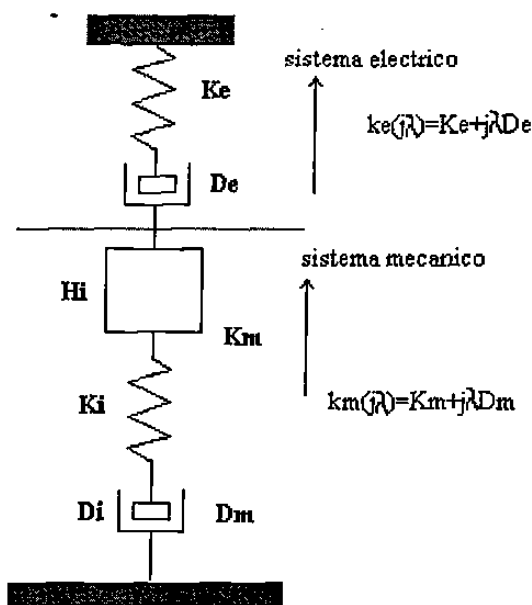 sistema electrico
Ke
ke(jλ)=Ke+jλDe
De
sistema mecanico
Hi
Km
Ki
km(jλ)=Km+jλDm
Di
Dm